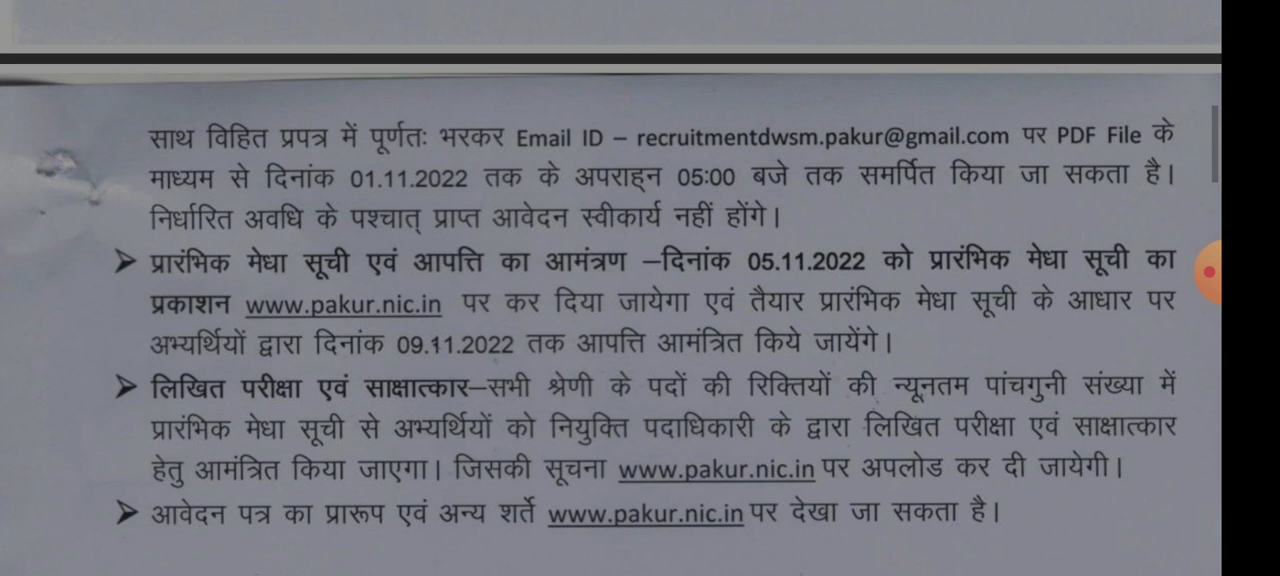 साथ विहित प्रपत्र में पूर्णतः भरकर Email ID – recruitmentdwsm.pakur@gmail.com पर PDF File के
माध्यम से दिनांक 01.11.2022 तक के अपराह्न 05:00 बजे तक समर्पित किया जा सकता है।
निर्धारित अवधि के पश्चात् प्राप्त आवेदन स्वीकार्य नहीं होंगे।
➤ प्रारंभिक मेधा सूची एवं आपत्ति का आमंत्रण –दिनांक 05.11.2022 को प्रारंभिक मेधा सूची का
प्रकाशन www.pakur.nic.in पर कर दिया जायेगा एवं तैयार प्रारंभिक मेधा सूची के आधार पर
अभ्यर्थियों द्वारा दिनांक 09.11.2022 तक आपत्ति आमंत्रित किये जायेंगे।
➤ लिखित परीक्षा एवं साक्षात्कार–सभी श्रेणी के पदों की रिक्तियों की न्यूनतम पांचगुनी संख्या में
प्रारंभिक मेधा सूची से अभ्यर्थियों को नियुक्ति पदाधिकारी के द्वारा लिखित परीक्षा एवं साक्षात्कार
हेतु आमंत्रित किया जाएगा। जिसकी सूचना www.pakur.nic.in पर अपलोड कर दी जायेगी।
➤ आवेदन पत्र का प्रारूप एवं अन्य शर्ते www.pakur.nic.in पर देखा जा सकता है।